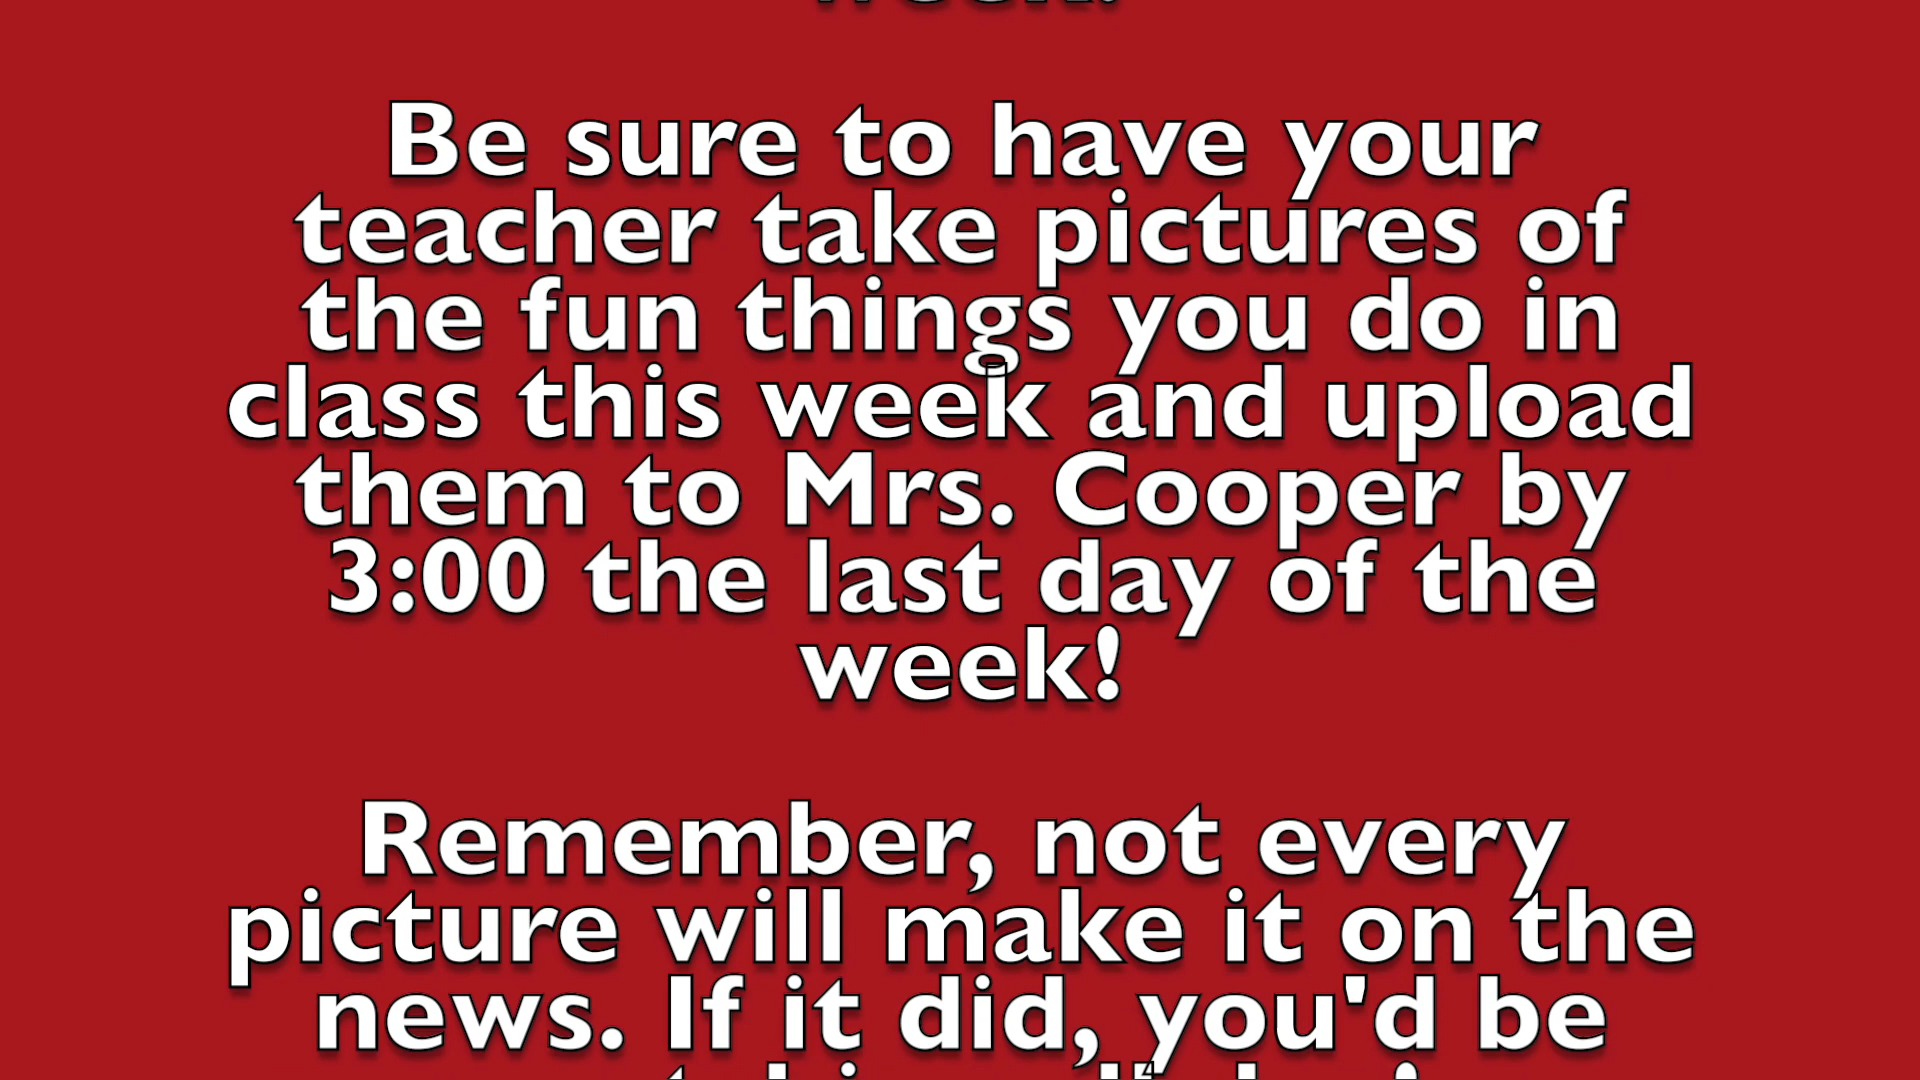 week!
Be sure to have your
teacher take pictures of
the fun things you do in
class this week and upload
them to Mrs. Cooper by
3:00 the last day of the
week!
Remember, not every
picture will make it on the
news. If it did, you'd be